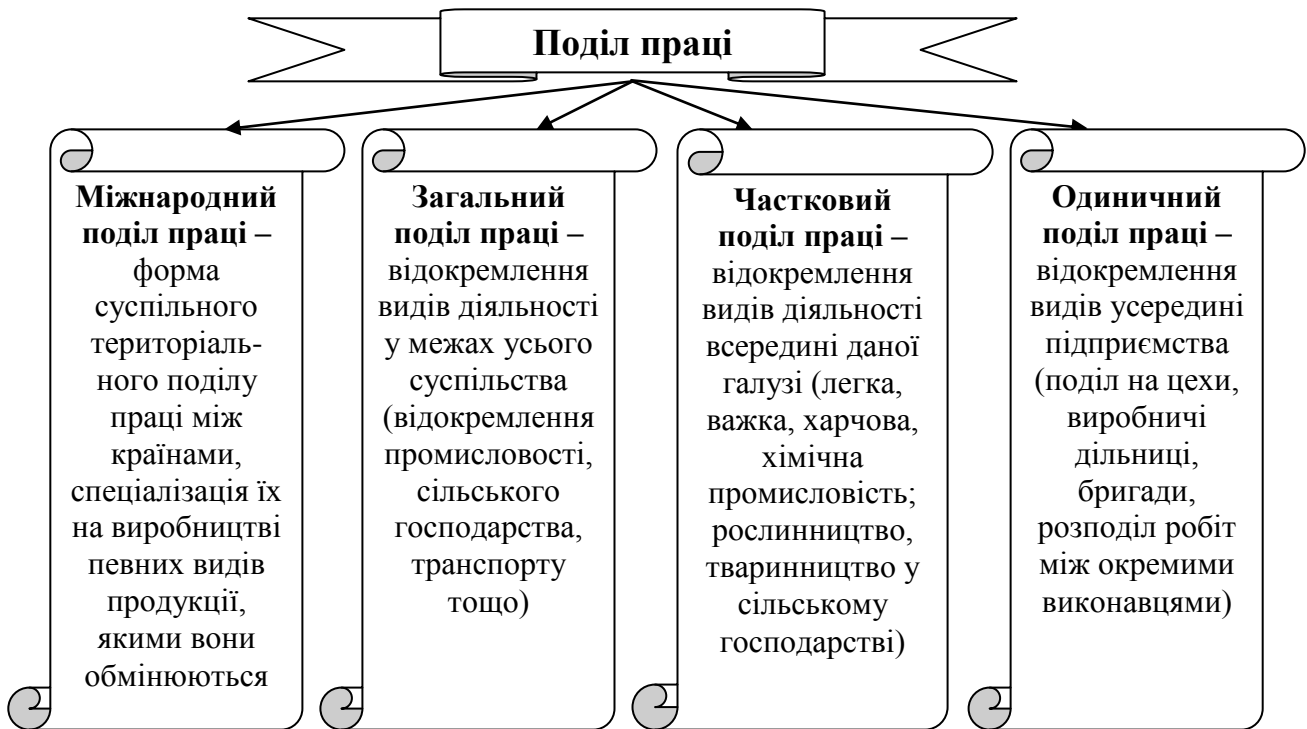 Поділ праці
Міжнародний
поділ праці –
форма
суспільного
територіаль-
ного поділу
праці між
країнами,
спеціалізація їх
на виробництві
певних видів
продукції,
якими вони
обмінюються
Загальний
поділ праці –
відокремлення
видів діяльності
у межах усього
суспільства
(відокремлення
промисловості,
сільського
господарства,
транспорту
тощо)
Частковий
поділ праці –
відокремлення
видів діяльності
всередині даної
галузі (легка,
важка, харчова,
хімічна
промисловість;
рослинництво,
тваринництво у
сільському
господарстві)
Одиничний
поділ праці –
відокремлення
видів усередині
підприємства
(поділ на цехи,
виробничі
дільниці,
бригади,
розподіл робіт
між окремими
виконавцями)